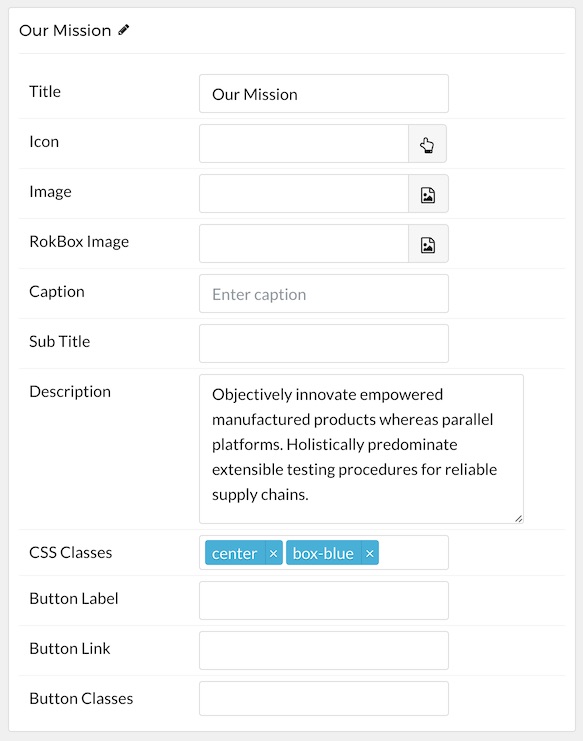 Our Mission
Title
Our Mission
Icon
Image
RokBox Image
Caption
Enter caption
Sub Title
Description
Objectively innovate empowered
manufactured products whereas parallel
platforms. Holistically predominate
extensible testing procedures for reliable
supply chains.
CSS Classes
center × box-blue ×
Button Label
Button Link
Button Classes